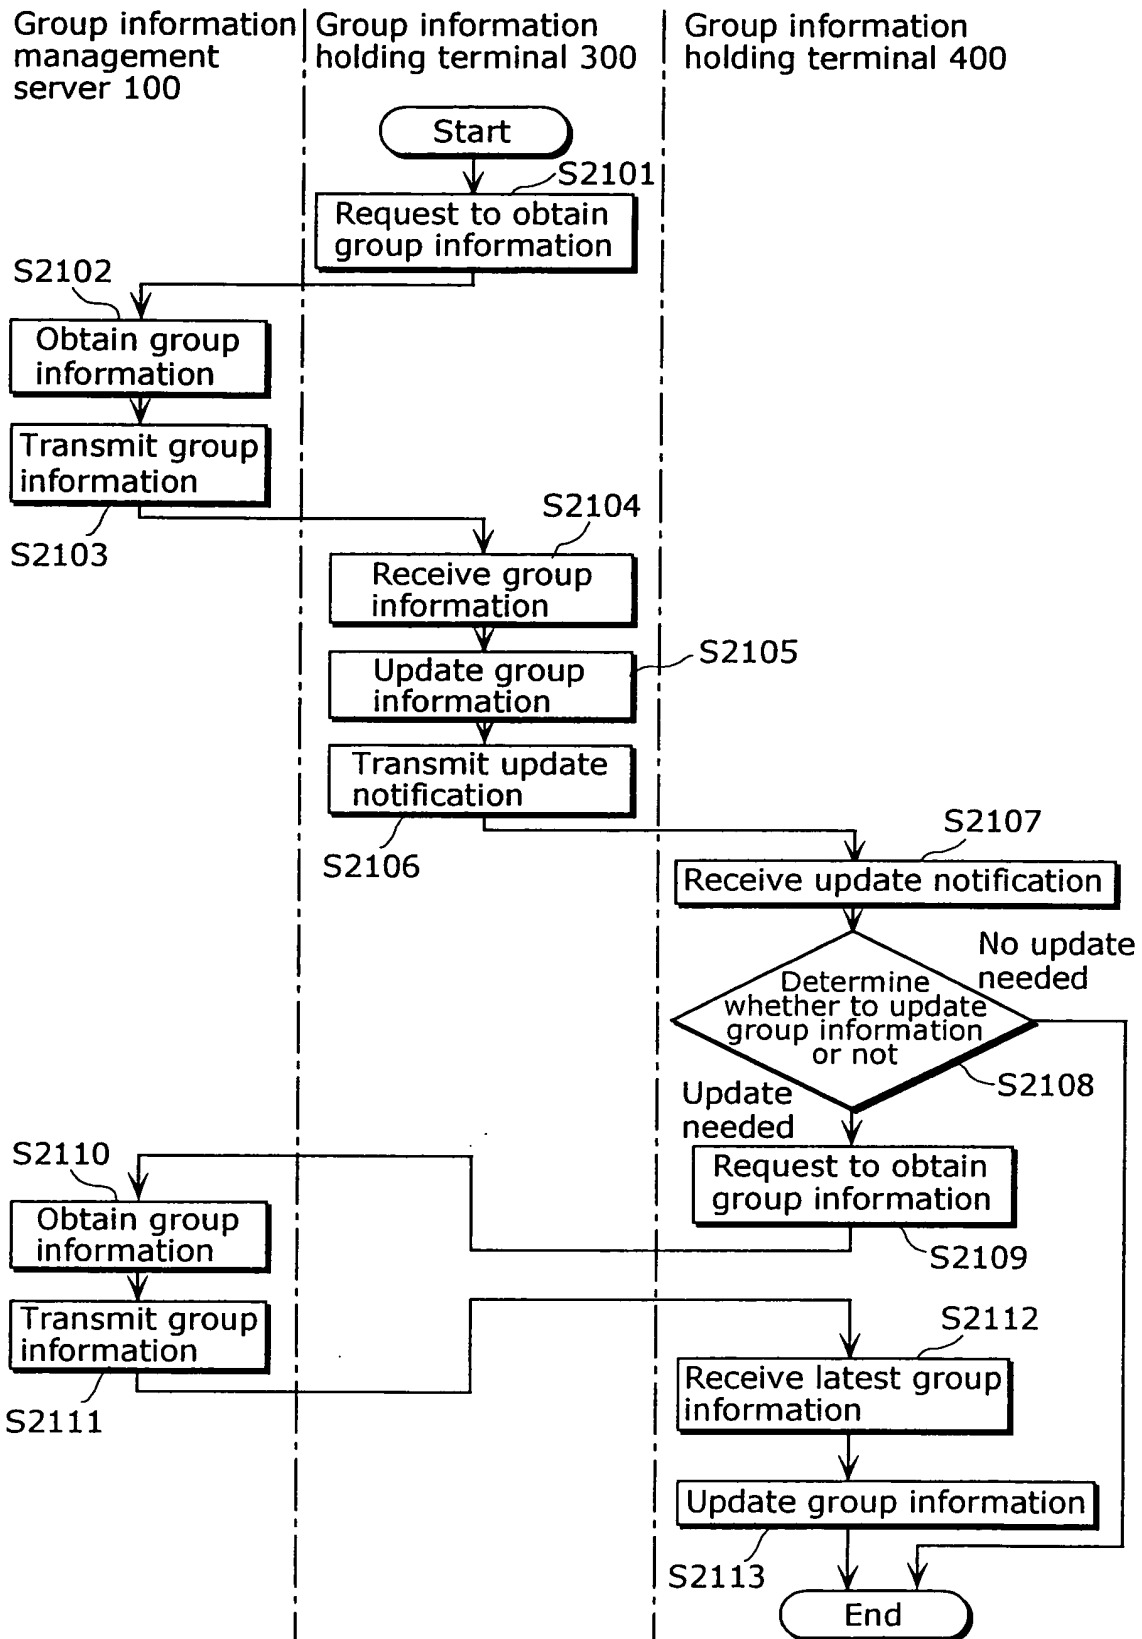 Group information
management
server 100
Group information
holding terminal 300
Group information
holding terminal 400
Start
S2101
Request to obtain
group information
S2102
Obtain group
information
Transmit group
information
S2103
S2104
Receive group
information
S2105
Update group
information
Transmit update
notification
S2106
S2107
Receive update notification
No update
needed
Determine
whether to update
group information
or not
S2108
Update
needed
S2110
Request to obtain
group information
Obtain group
information
S2109
Transmit group
information
S2111
S2112
Receive latest group
information
Update group information
S2113
End